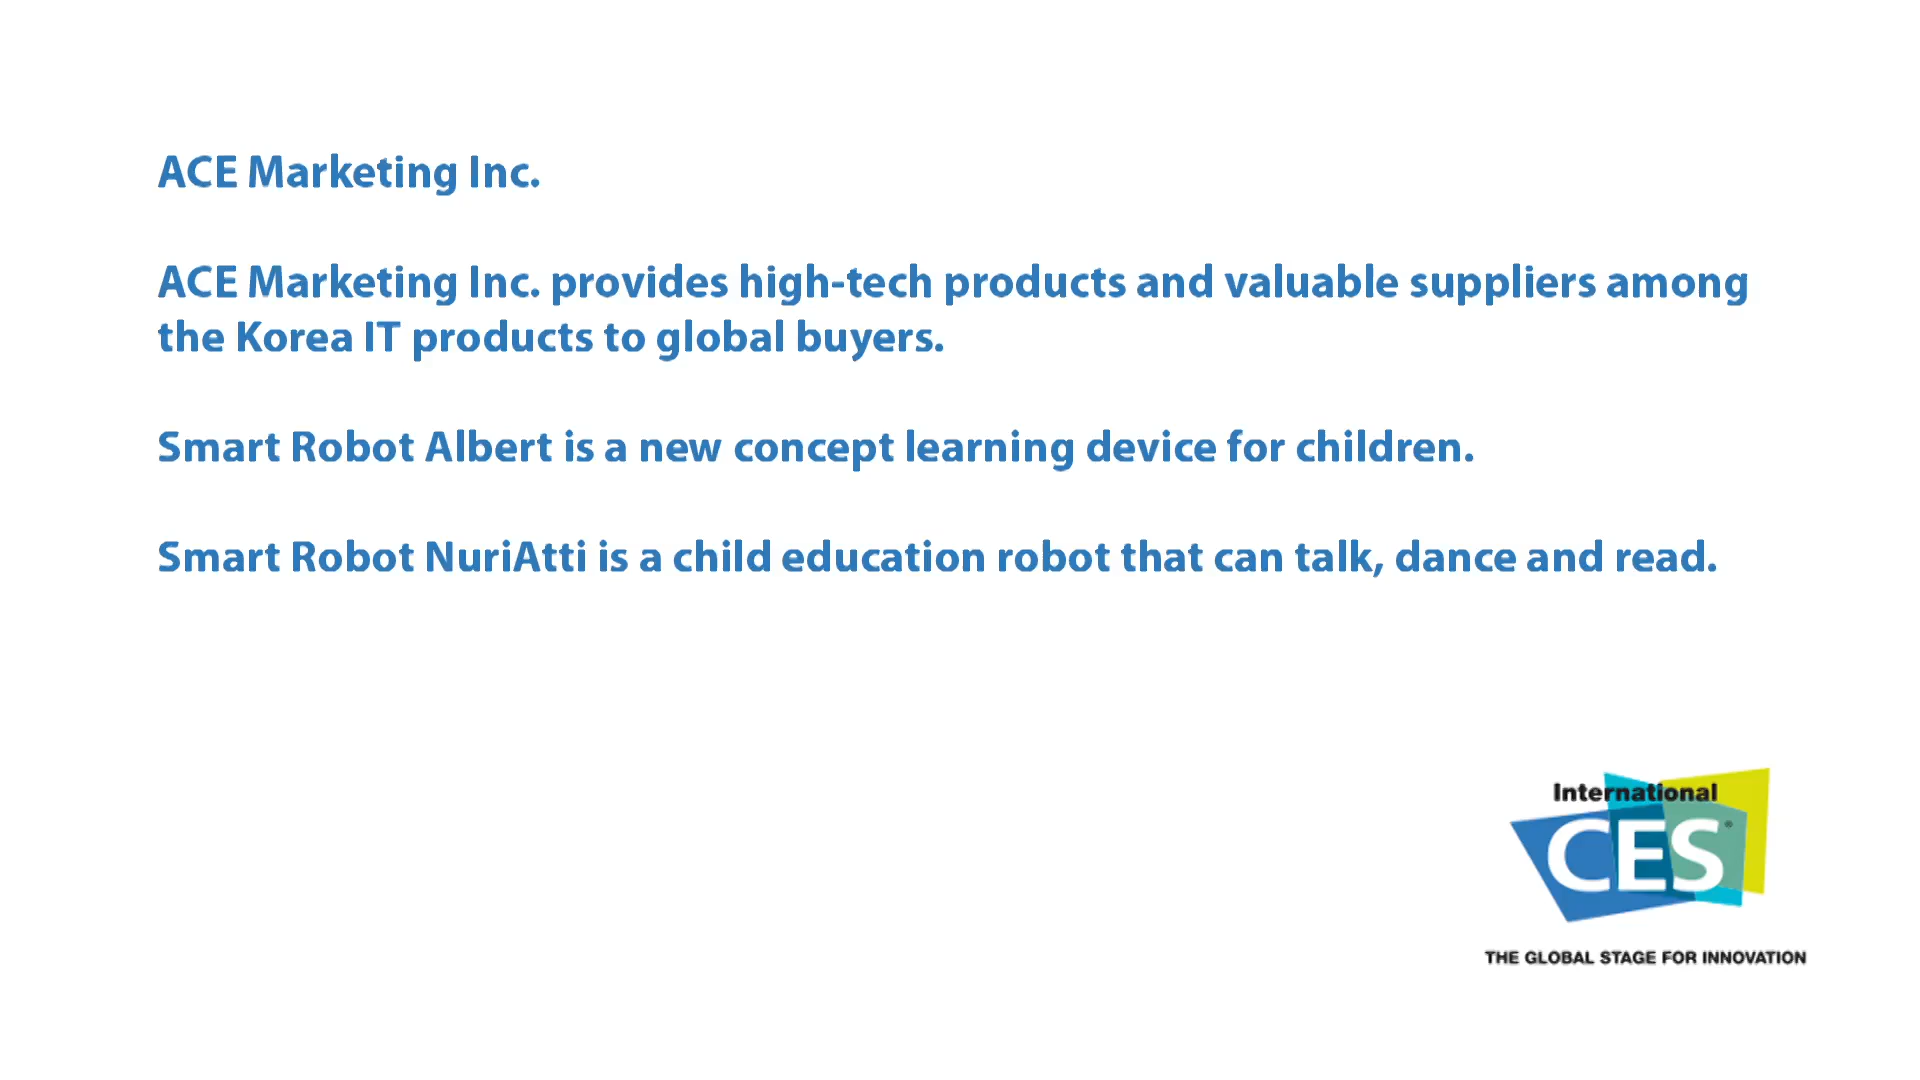 ACE Marketing Inc.
ACE Marketing Inc. provides high-tech products and valuable suppliers among
the Korea IT products to global buyers.
Smart Robot Albert is a new concept learning device for children.
Smart Robot NuriAtti is a child education robot that can talk, dance and read.
International
CES®
THE GLOBAL STAGE FOR INNOVATION